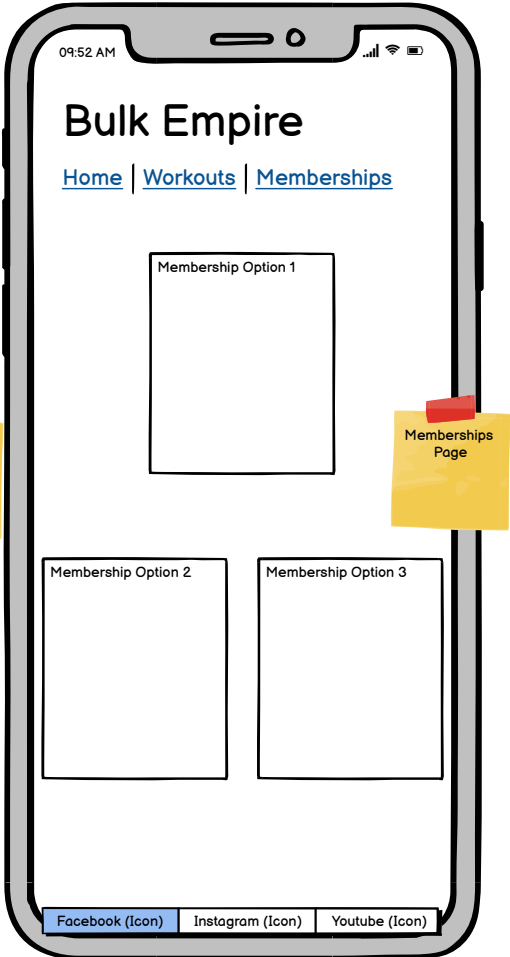 09:52 AM
Bulk Empire
Home | Workouts | Memberships
Membership Option 1
Memberships
Page
Membership Option 2
Membership Option 3
Facebook (Icon)
Instagram (Icon)
Youtube (Icon)